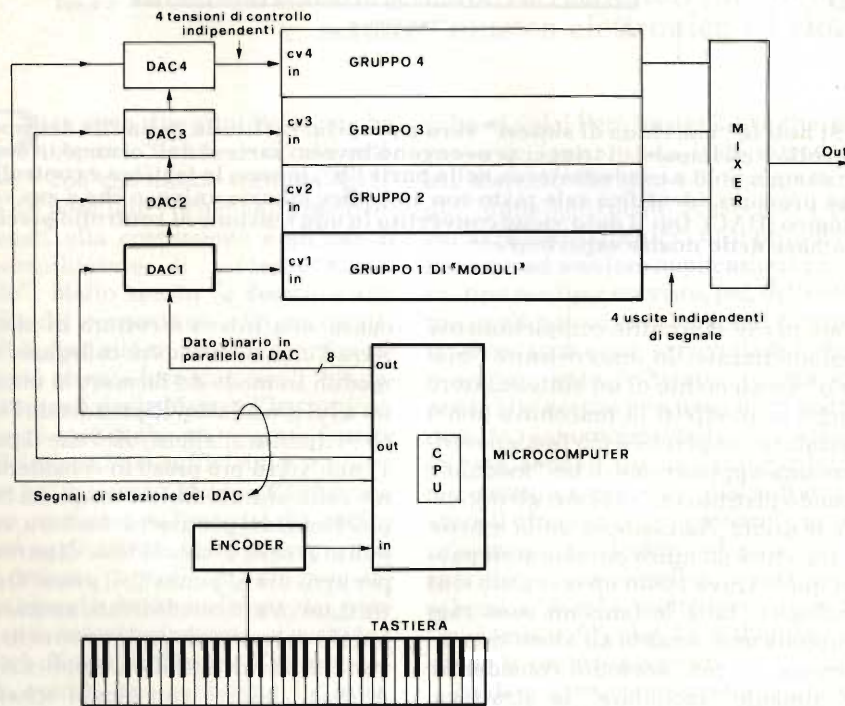 4 tensioni di controllo
indipendenti
DAC4
cv4
in
GRUPPO 4
DAC3
cv3
in
GRUPPO 3
DAC2
cv2
in
GRUPPO 2
DAC1
cv1
in
GRUPPO 1 DI "MODULI"
MIXER
Out
4 uscite indipendenti
di segnale
Dato binario in
parallelo ai DAC
8
out
out
CPU
MICROCOMPUTER
Segnali di selezione del DAC
ENCODER
in
TASTIERA